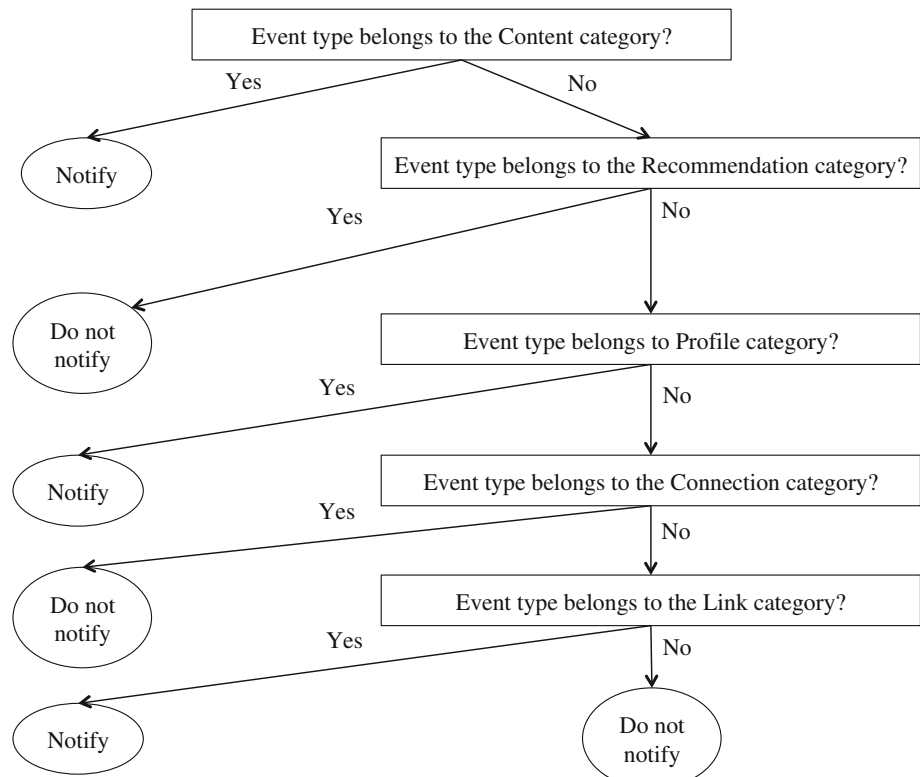 Event type belongs to the Content category?
Yes
No
Notify
Event type belongs to the Recommendation category?
Yes
No
Do not
notify
Event type belongs to Profile category?
Yes
No
Notify
Event type belongs to the Connection category?
Yes
No
Do not
notify
Event type belongs to the Link category?
Yes
No
Notify
Do not
notify